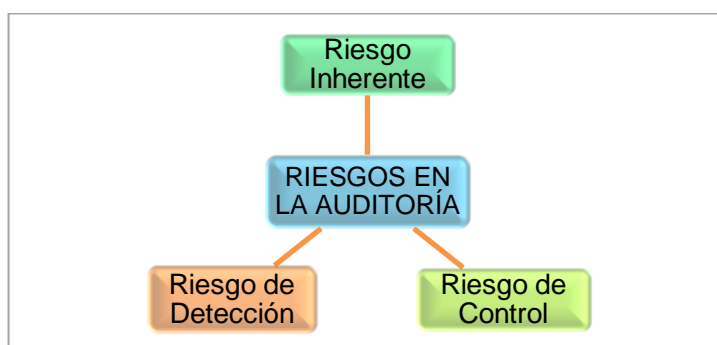 Riesgo
Inherente
RIESGOS EN
LA AUDITORÍA
Riesgo de
Detección
Riesgo de
Control